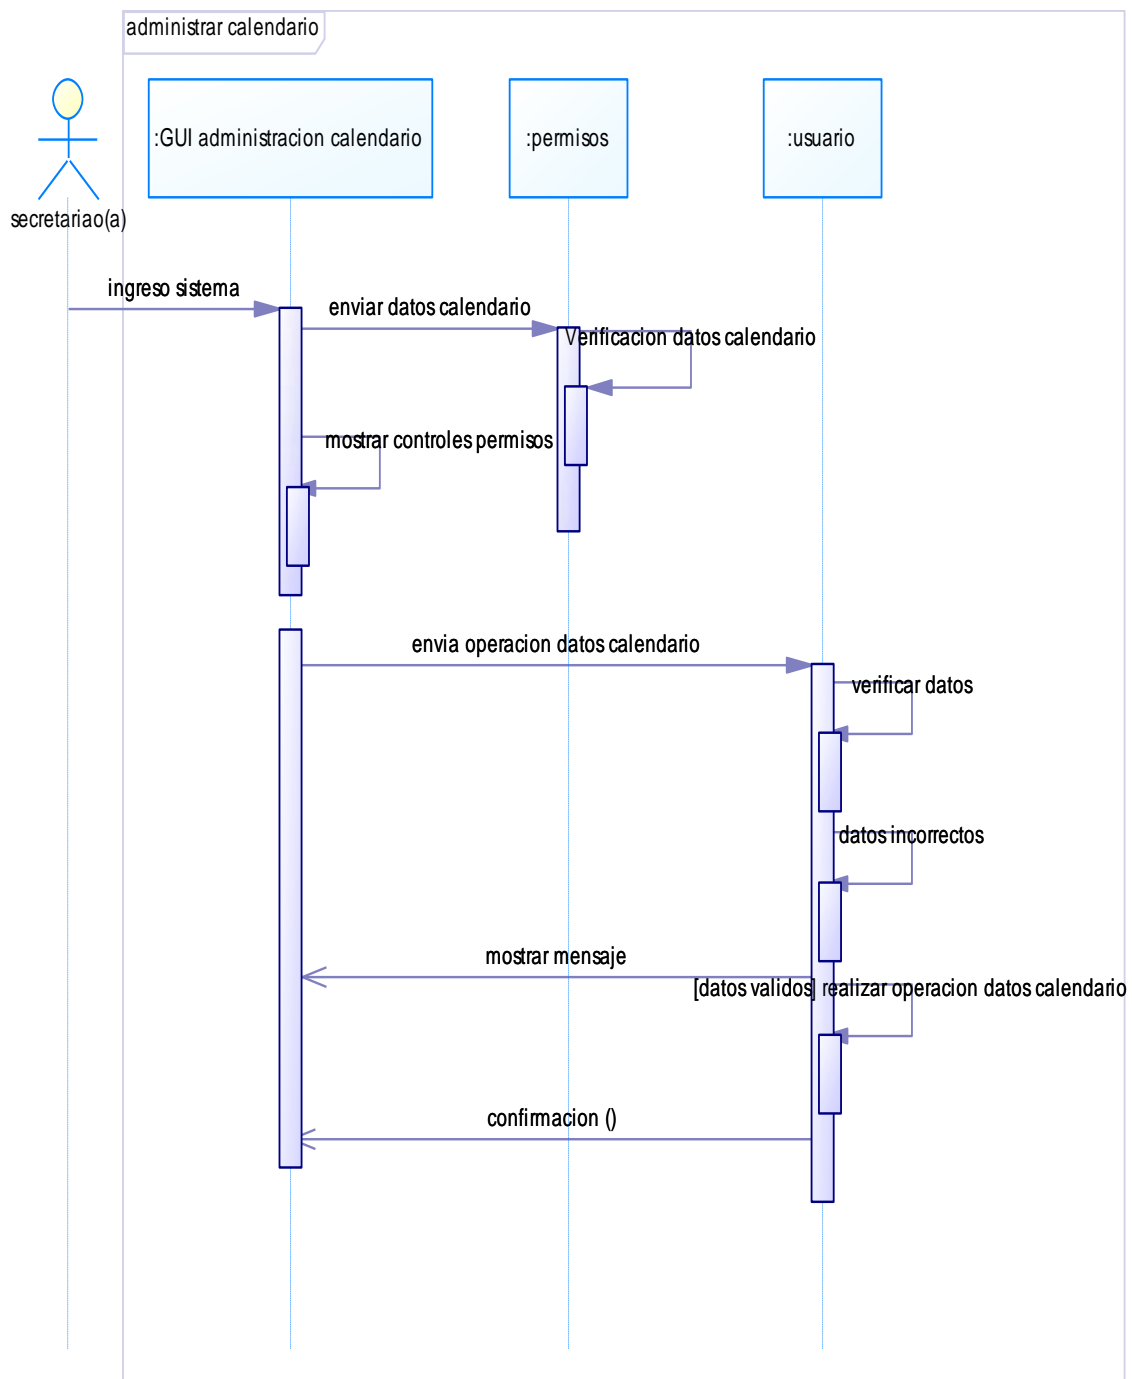 administrar calendario
:GUI administracion calendario
:permisos
:usuario
secretariao(a)
ingreso sistema
enviar datos calendario
Verificacion datos calendario
mostrar controles permisos
envia operacion datos calendario
verificar datos
datos incorrectos
mostrar mensaje
[datos validos] realizar operacion datos calendario
confirmacion ()